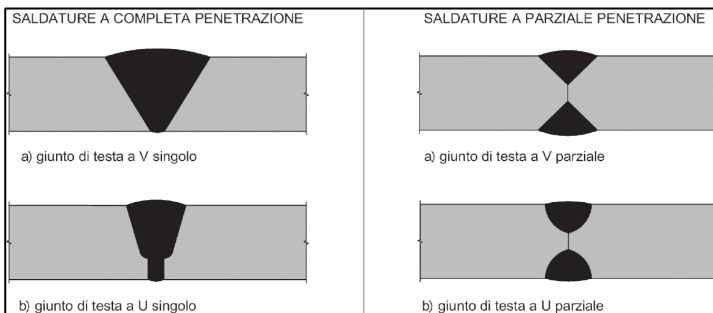 SALDATURE A COMPLETA PENETRAZIONE
a) giunto di testa a V singolo
b) giunto di testa a U singolo
SALDATURE A PARZIALE PENETRAZIONE
a) giunto di testa a V parziale
b) giunto di testa a U parziale